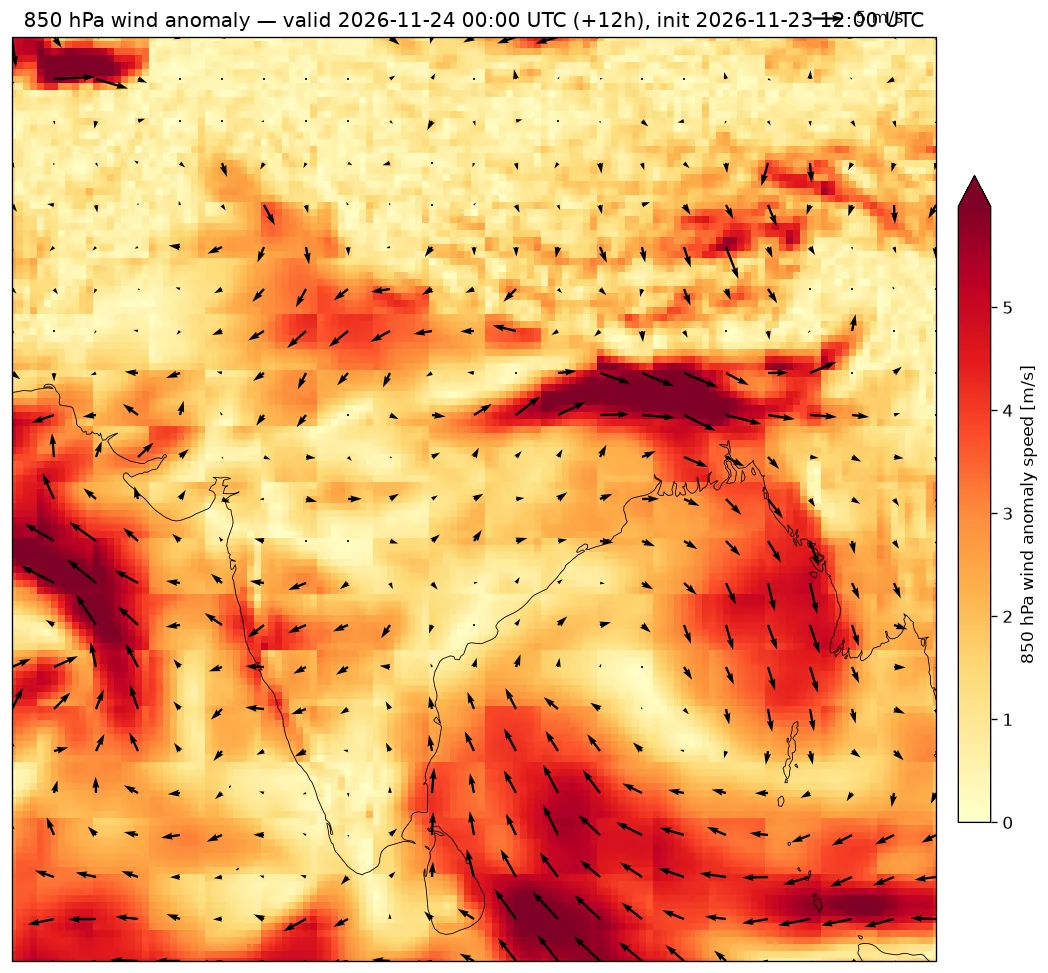 850 hPa wind anomaly — valid 2026-11-24 00:00 UTC (+12h), init 2026-11-23 12:00 UTC
5 m/s
5
4
3
2
1
0
850 hPa wind anomaly speed [m/s]